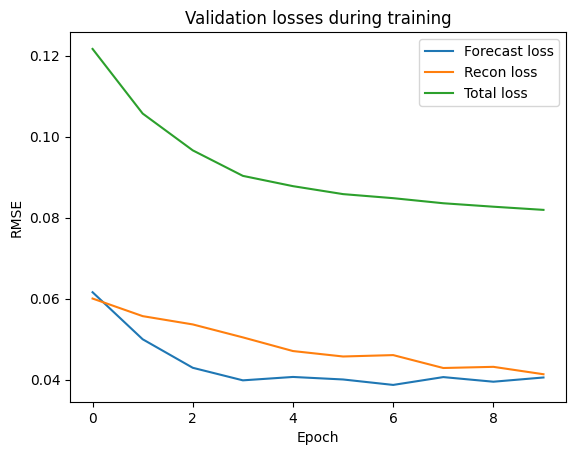 Validation losses during training
Forecast loss
Recon loss
Total loss
0.12
0.10
0.08
0.06
0.04
RMSE
0 2 4 6 8
Epoch